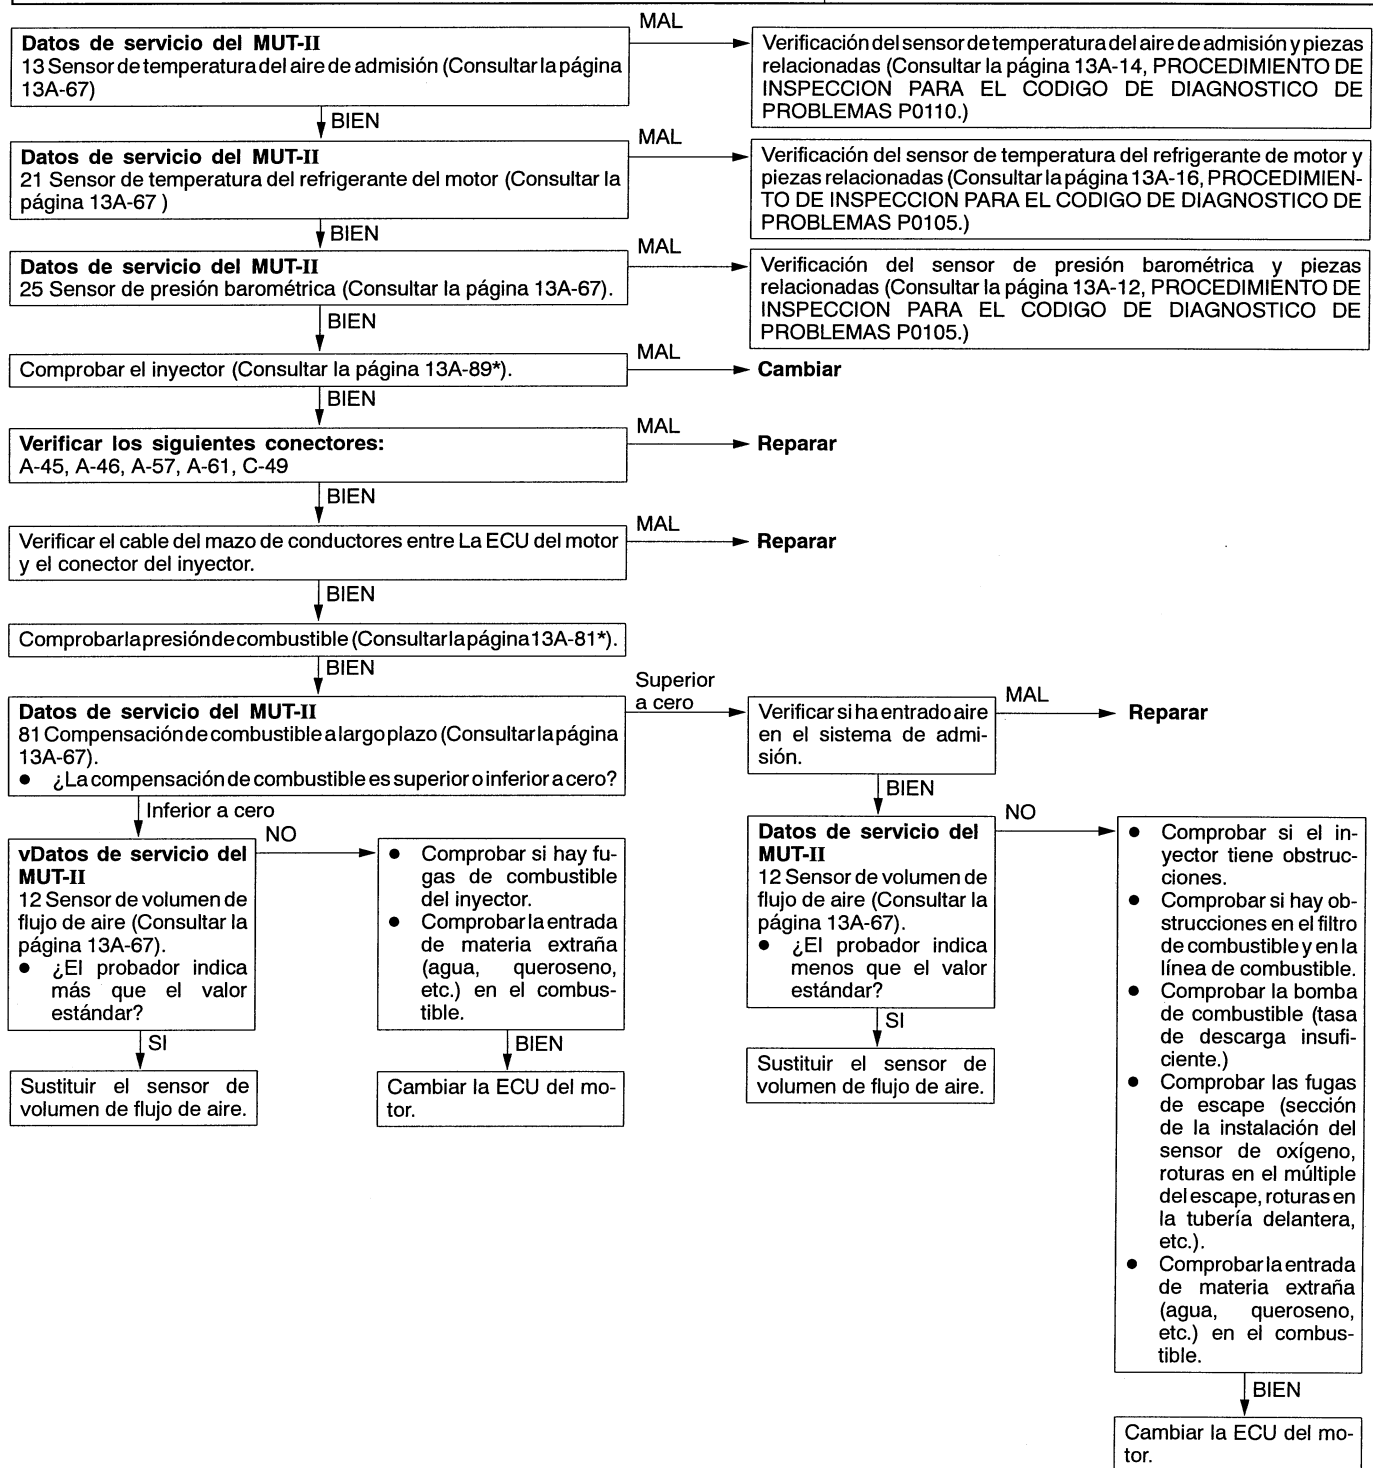 MAL
Datos de servicio del MUT-II
13 Sensor de temperatura del aire de admisión (Consultar la página
13A-67)
Verificación del sensor de temperatura del aire de admisión y piezas
relacionadas (Consultar la página 13A-14, PROCEDIMIENTO DE
INSPECCION PARA EL CODIGO DE DIAGNOSTICO DE
PROBLEMAS P0110.)
BIEN
MAL
Datos de servicio del MUT-II
21 Sensor de temperatura del refrigerante del motor (Consultar la
página 13A-67 )
Verificación del sensor de temperatura del refrigerante de motor y
piezas relacionadas (Consultar la página 13A-16, PROCEDIMIEN-
TO DE INSPECCION PARA EL CODIGO DE DIAGNOSTICO DE
PROBLEMAS P0105.)
BIEN
MAL
Datos de servicio del MUT-II
25 Sensor de presión barométrica (Consultar la página 13A-67).
Verificación del sensor de presión barométrica y piezas
relacionadas (Consultar la página 13A-12, PROCEDIMIENTO DE
INSPECCION PARA EL CODIGO DE DIAGNOSTICO DE
PROBLEMAS P0105.)
BIEN
MAL
Comprobar el inyector (Consultar la página 13A-89*).
Cambiar
BIEN
MAL
Verificar los siguientes conectores:
A-45, A-46, A-57, A-61, C-49
Reparar
BIEN
MAL
Verificar el cable del mazo de conductores entre La ECU del motor
y el conector del inyector.
Reparar
BIEN
Comprobar la presión de combustible (Consultar la página 13A-81*).
BIEN
Superior
a cero
Datos de servicio del MUT-II
81 Compensación de combustible a largo plazo (Consultar la página
13A-67).
● ¿La compensación de combustible es superior o inferior a cero?
Verificar si ha entrado aire
en el sistema de admi-
sión.
MAL
Reparar
Inferior a cero
BIEN
vDatos de servicio del
MUT-II
12 Sensor de volumen de
flujo de aire (Consultar la
página 13A-67).
● ¿El probador indica
más que el valor
estándar?
NO
● Comprobar si hay fu-
gas de combustible
del inyector.
● Comprobar la entrada
de materia extraña
(agua, queroseno,
etc.) en el combus-
tible.
SI
Sustituir el sensor de
volumen de flujo de aire.
BIEN
Cambiar la ECU del mo-
tor.
Datos de servicio del
MUT-II
12 Sensor de volumen de
flujo de aire (Consultar la
página 13A-67).
● ¿El probador indica
menos que el valor
estándar?
NO
SI
Sustituir el sensor de
volumen de flujo de aire.
● Comprobar si el in-
yector tiene obstruc-
ciones.
● Comprobar si hay ob-
strucciones en el filtro
de combustible y en la
línea de combustible.
● Comprobar la bomba
de combustible (tasa
de descarga insufi-
ciente.)
● Comprobar las fugas
de escape (sección
de la instalación del
sensor de oxígeno,
roturas en el múltiple
del escape, roturas en
la tubería delantera,
etc.).
● Comprobar la entrada
de materia extraña
(agua, queroseno,
etc.) en el combus-
tible.
BIEN
Cambiar la ECU del mo-
tor.